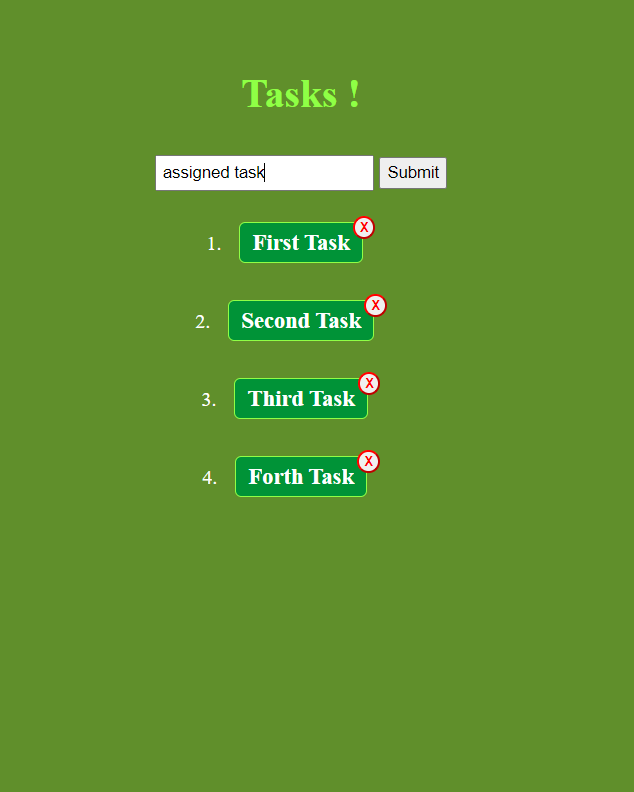 Tasks !
assigned task Submit
1. First Task X
2. Second Task X
3. Third Task X
4. Forth Task X